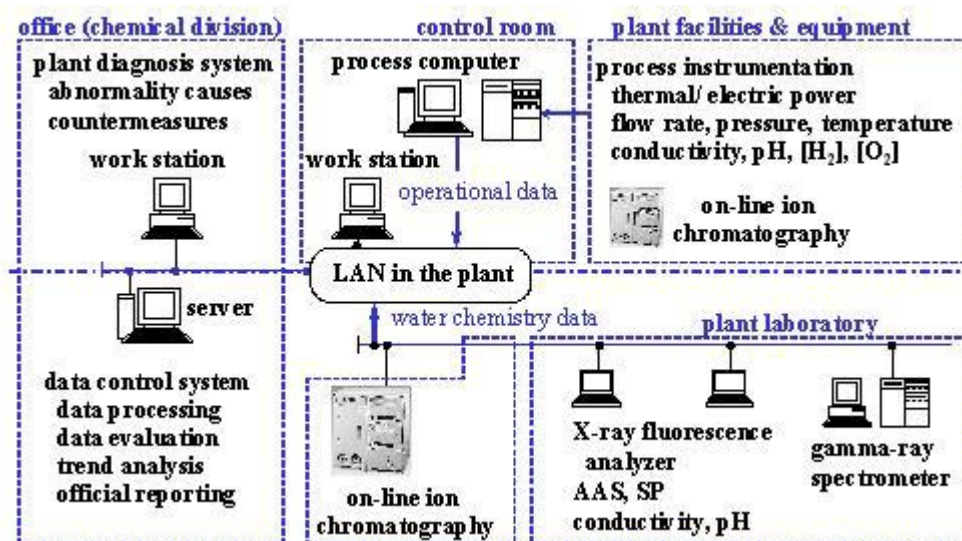 office (chemical division)
plant diagnosis system
abnormality causes
countermeasures
work station
server
data control system
data processing
data evaluation
trend analysis
official reporting
control room
process computer
work station
operational data
LAN in the plant
water chemistry data
on-line ion
chromatography
plant facilities & equipment
process instrumentation
thermal/ electric power
flow rate, pressure, temperature
conductivity, pH, [H₂], [O₂]
on-line ion
chromatography
plant laboratory
X-ray fluorescence
analyzer
AAS, SP
conductivity, pH
gamma-ray
spectrometer